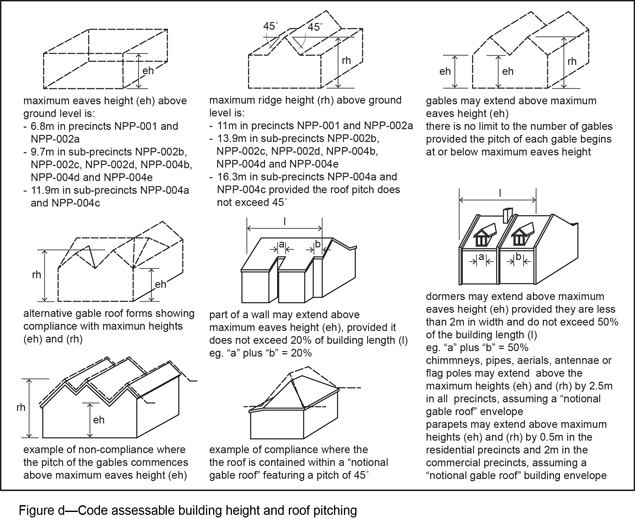 45˚ 45˚
eh
rh
eh
eh
rh
maximum eaves height (eh) above
ground level is:
- 6.8m in precincts NPP-001 and
NPP-002a
- 9.7m in sub-precincts NPP-002b,
NPP-002c, NPP-002d, NPP-004b,
NPP-004d and NPP-004e
- 11.9m in sub-precincts NPP-004a
and NPP-004c
maximum ridge height (rh) above ground
level is:
- 11m in precincts NPP-001 and NPP-002a
- 13.9m in sub-precincts NPP-002b,
NPP-002c, NPP-002d, NPP-004b,
NPP-004d and NPP-004e
- 16.3m in sub-precincts NPP-004a and
NPP-004c provided the roof pitch does
not exceed 45˚
gables may extend above maximum
eaves height (eh)
there is no limit to the number of gables
provided the pitch of each gable begins
at or below maximum eaves height
rh
eh
l
a
b
l
a
b
alternative gable roof forms showing
compliance with maximun heights
(eh) and (rh)
part of a wall may extend above
maximum eaves height (eh), provided it
does not exceed 20% of building length (l)
eg. “a” plus “b” = 20%
dormers may extend above maximum
eaves height (eh) provided they are less
than 2m in width and do not exceed 50%
of the building length (l)
eg. “a” plus “b” = 50%
chimmneys, pipes, aerials, antennae or
flag poles may extend above the
maximum heights (eh) and (rh) by 2.5m
in all precincts, assuming a “notional
gable roof” envelope
parapets may extend above maximum
heights (eh) and (rh) by 0.5m in the
residential precincts and 2m in the
commercial precincts, assuming a
“notional gable roof” building envelope
rh
eh
example of non-compliance where
the pitch of the gables commences
above maximum eaves height (eh)
example of compliance where the
the roof is contained within a “notional
gable roof” featuring a pitch of 45˚
Figure d—Code assessable building height and roof pitching